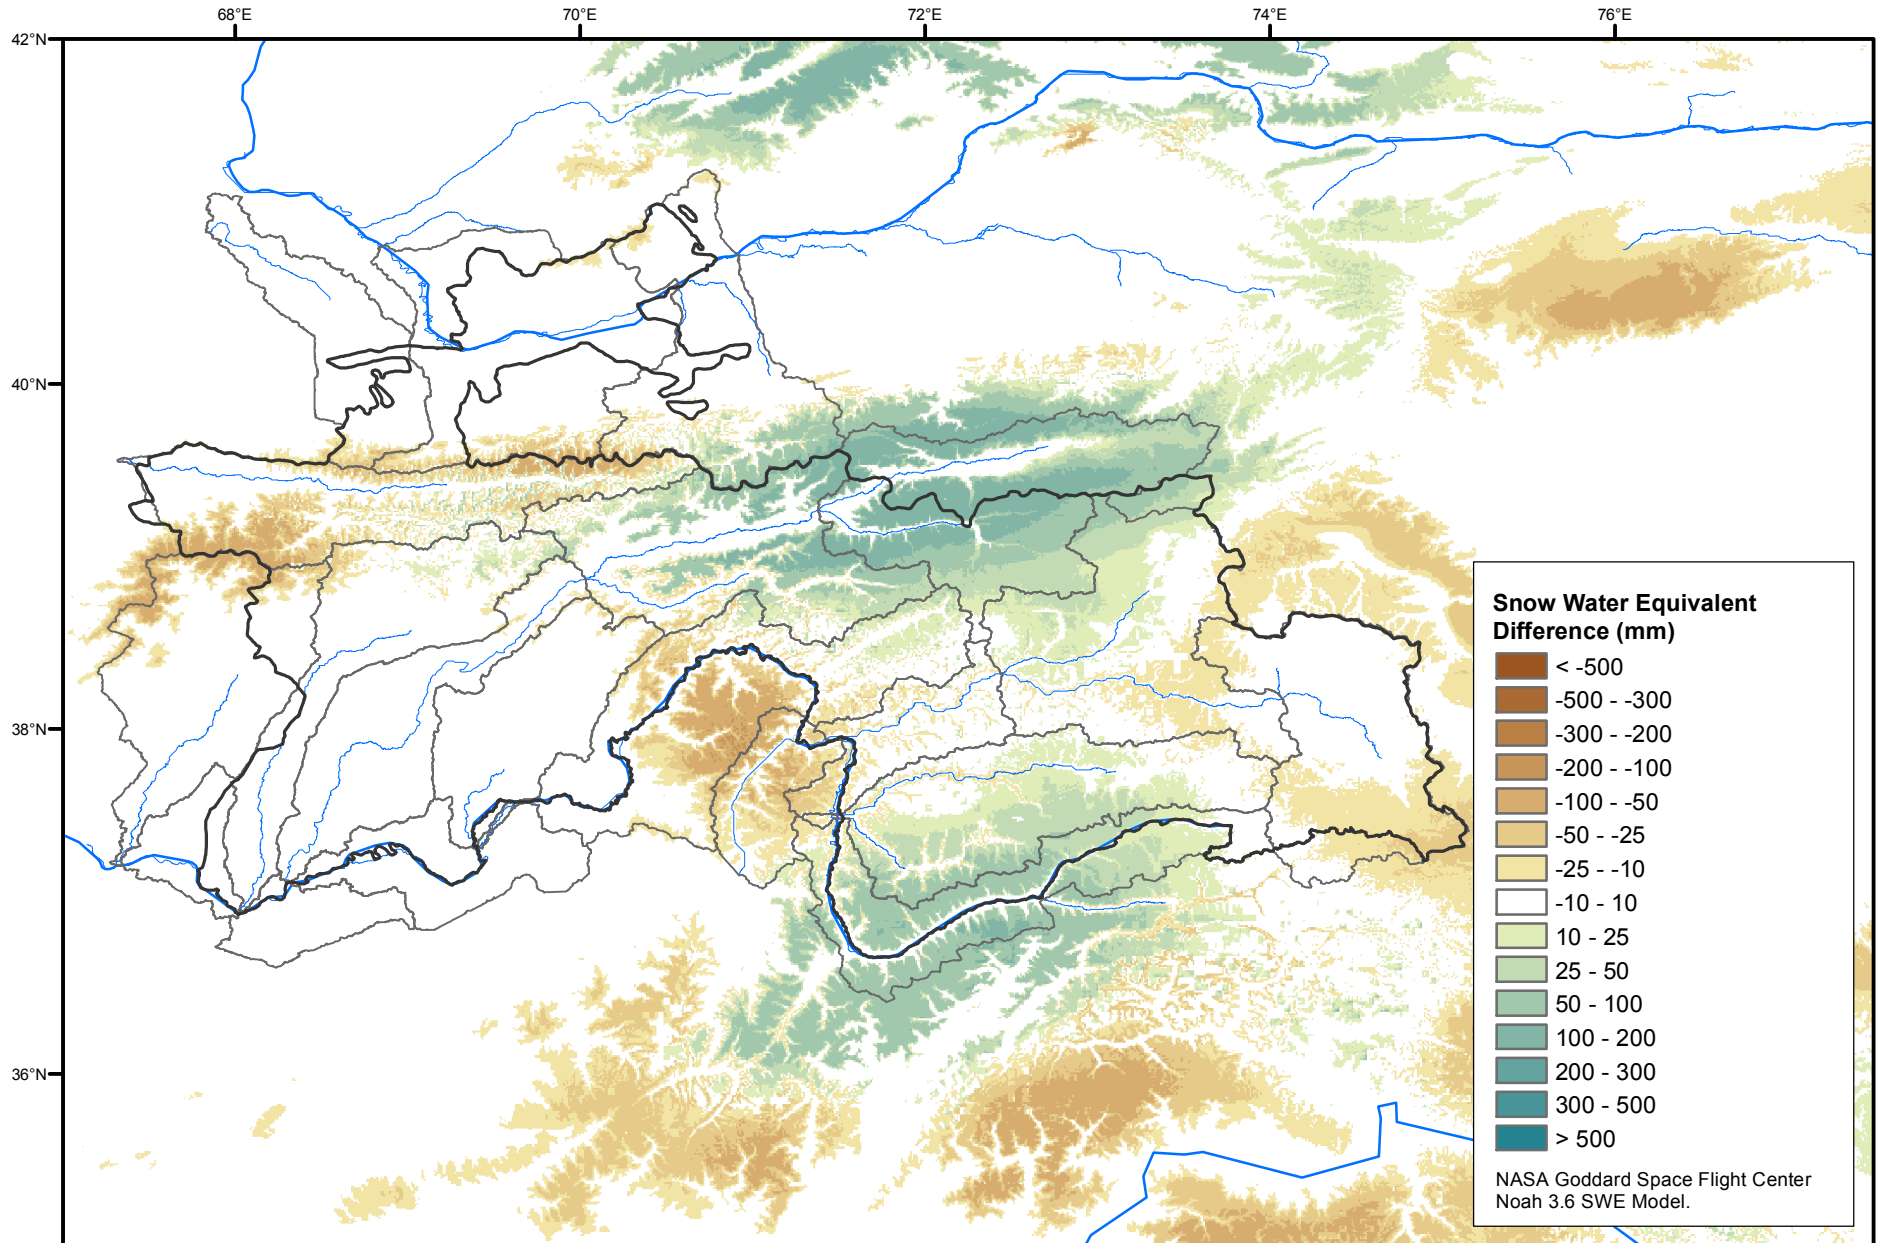 68°E 70°E 72°E 74°E 76°E
42°N
40°N
38°N
36°N
Snow Water Equivalent
Difference (mm)
< -500
-500 - -300
-300 - -200
-200 - -100
-100 - -50
-50 - -25
-25 - -10
-10 - 10
10 - 25
25 - 50
50 - 100
100 - 200
200 - 300
300 - 500
> 500
NASA Goddard Space Flight Center
Noah 3.6 SWE Model.